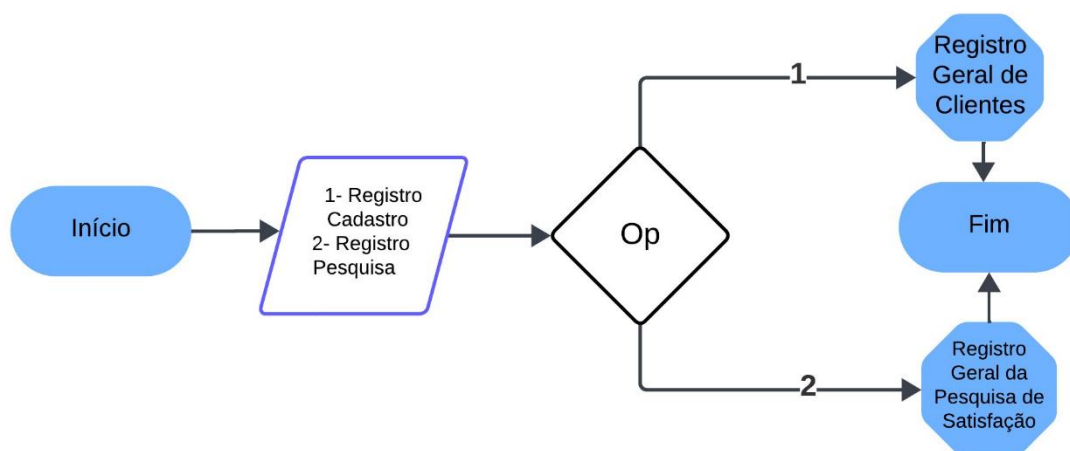 Início
1- Registro
Cadastro
2- Registro
Pesquisa
Op
1
Registro
Geral de
Clientes
Fim
2
Registro
Geral da
Pesquisa de
Satisfação